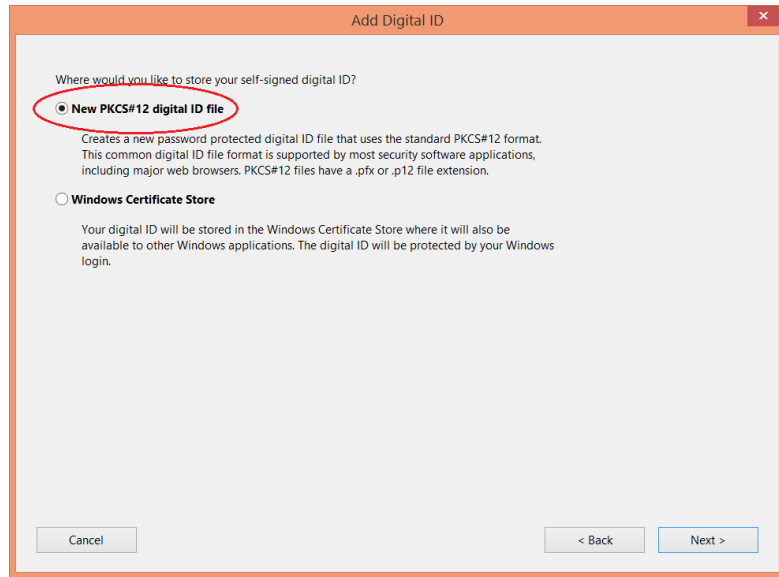 Add Digital ID
x
Where would you like to store your self-signed digital ID?
New PKCS#12 digital ID file
Creates a new password protected digital ID file that uses the standard PKCS#12 format.
This common digital ID file format is supported by most security software applications,
including major web browsers. PKCS#12 files have a .pfx or .p12 file extension.
Windows Certificate Store
Your digital ID will be stored in the Windows Certificate Store where it will also be
available to other Windows applications. The digital ID will be protected by your Windows
login.
Cancel
< Back
Next >